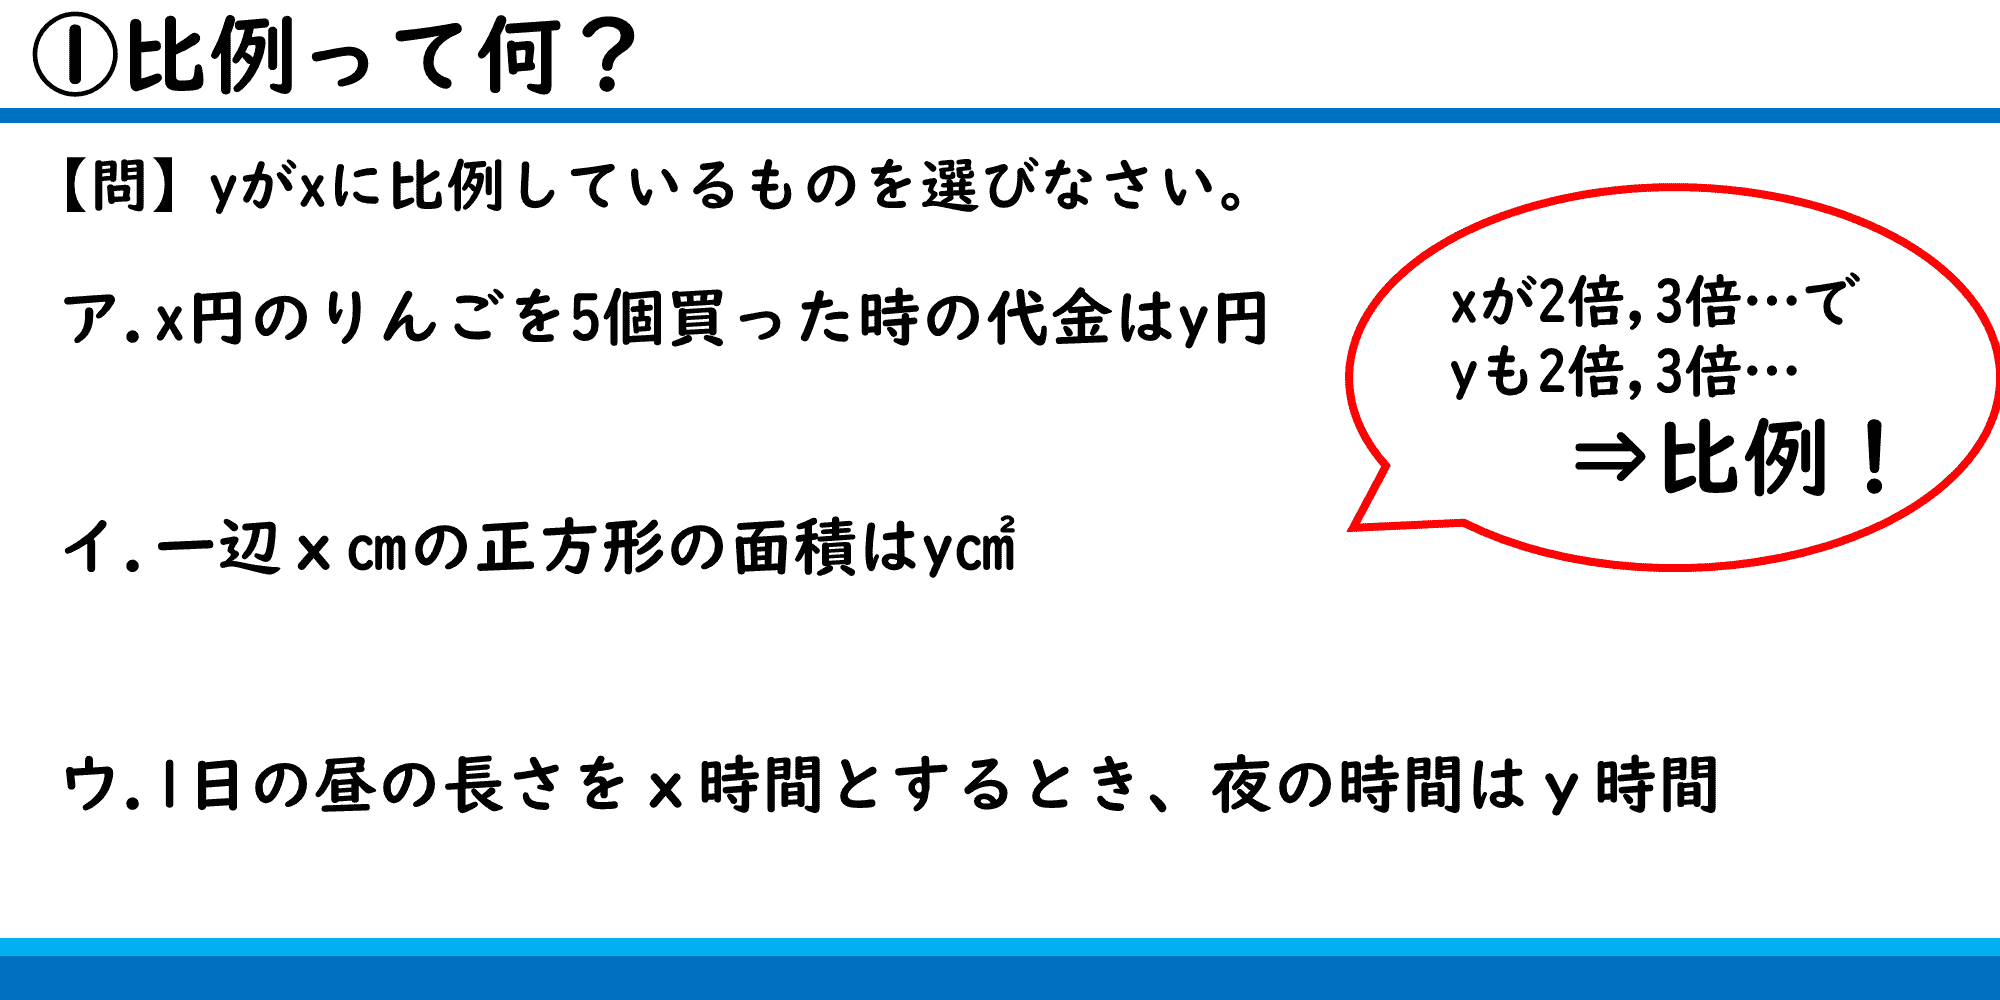 ①比例って何？
【問】yがxに比例しているものを選びなさい。
ア.x円のりんごを5個買った時の代金はy円
xが2倍,3倍…で
yも2倍,3倍…
⇒比例！
イ.一辺ｘcmの正方形の面積はycm²
ウ.1日の昼の長さをｘ時間とするとき、夜の時間はｙ時間